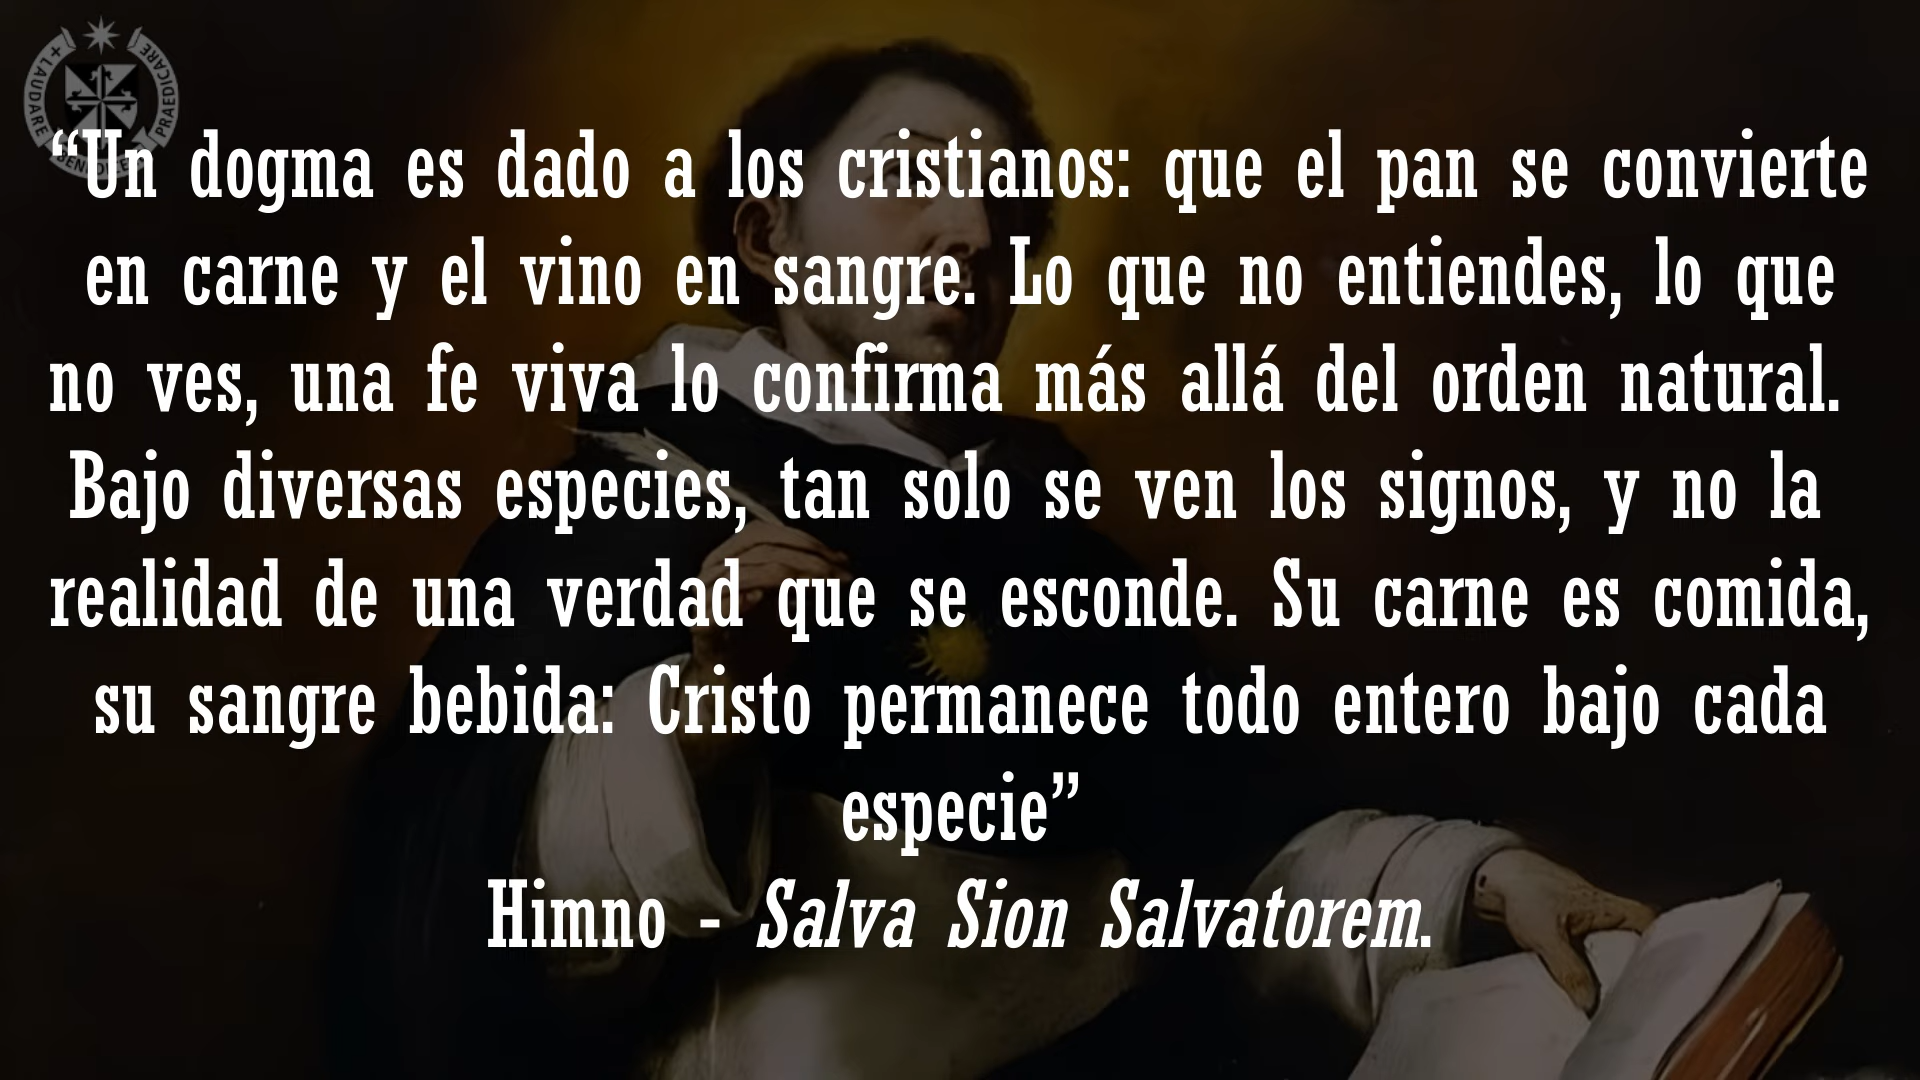 + LAUDARE
PRAEDICARE
“Un dogma es dado a los cristianos: que el pan se convierte
en carne y el vino en sangre. Lo que no entiendes, lo que
no ves, una fe viva lo confirma más allá del orden natural.
Bajo diversas especies, tan solo se ven los signos, y no la
realidad de una verdad que se esconde. Su carne es comida,
su sangre bebida: Cristo permanece todo entero bajo cada
especie”
Himno - Salva Sion Salvatorem.